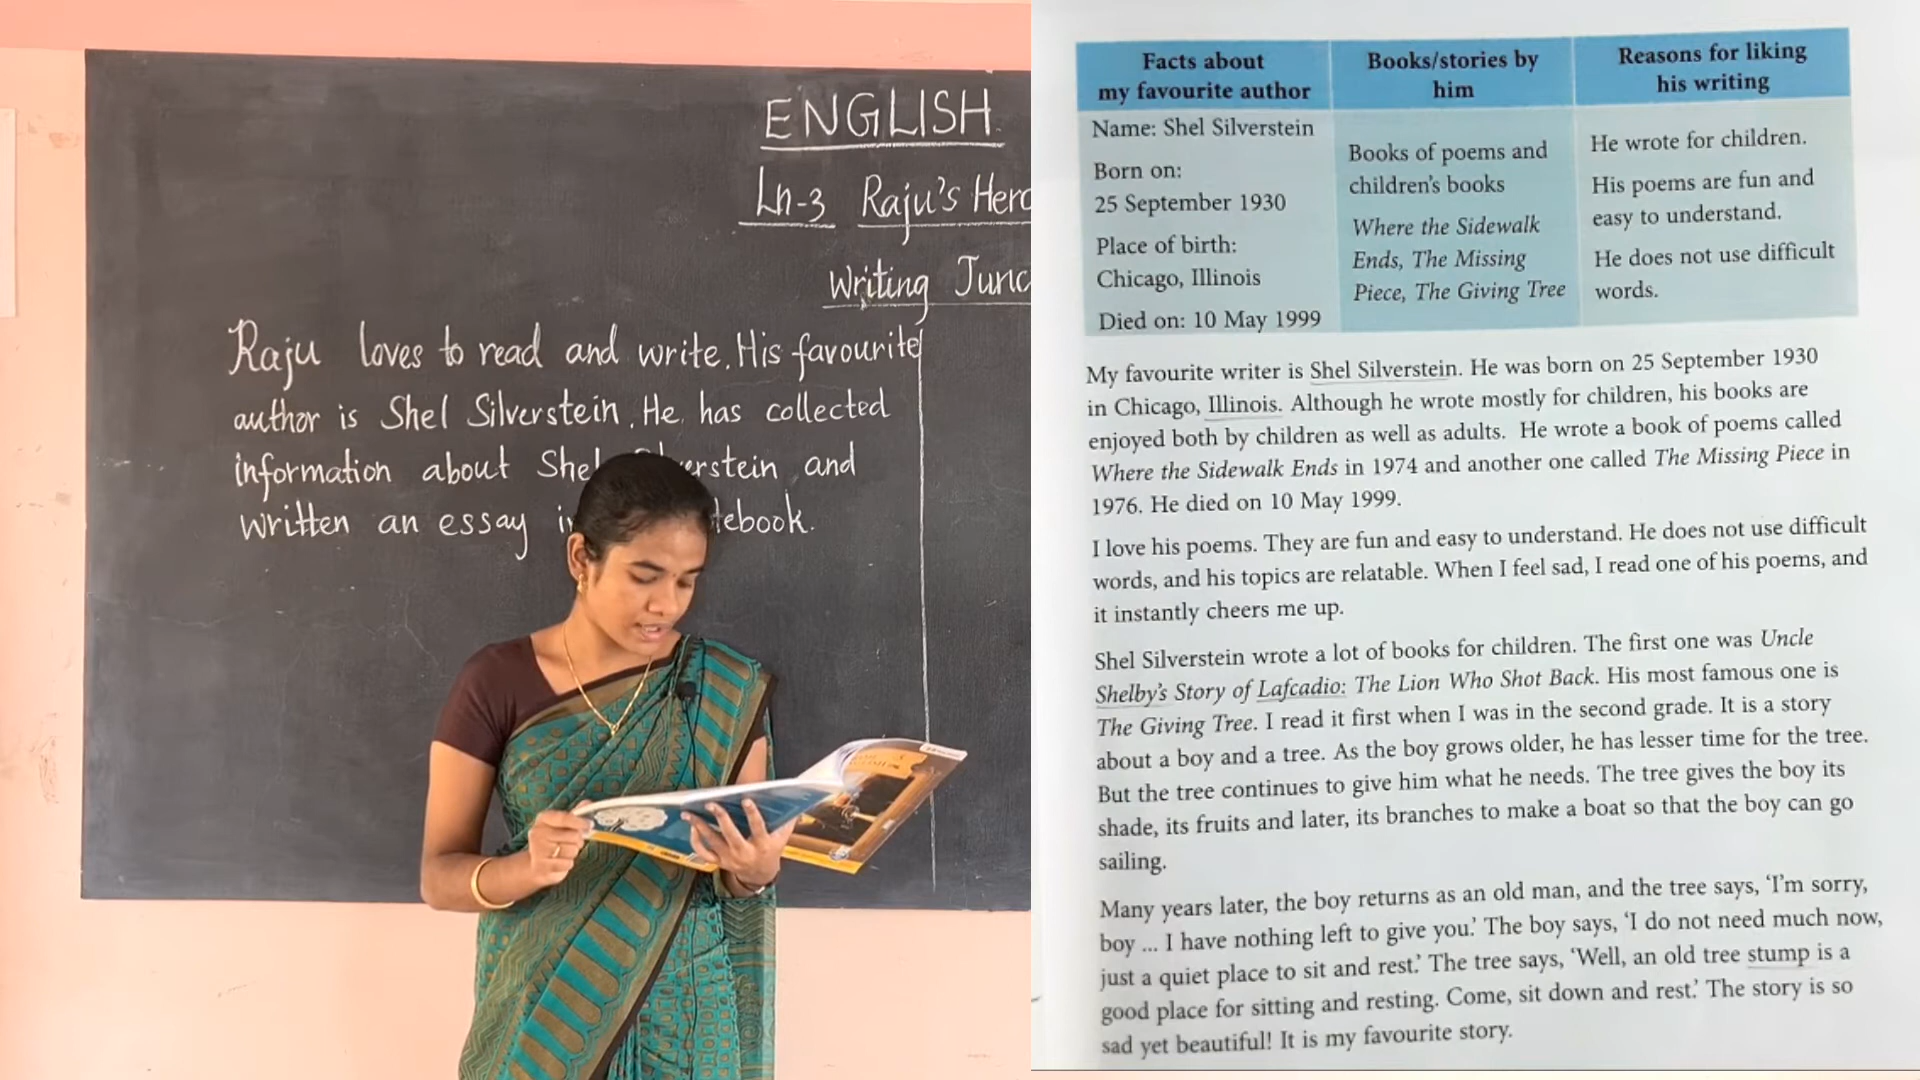 ENGLISH.
Ln-3 Raju's Hero
Writing Junc
Raju loves to read and write. His favourite
author is Shel Silverstein. He has collected
information about Shel erstein and
written an essay in tebook.
Facts about
my favourite author
Name: Shel Silverstein
Born on:
25 September 1930
Place of birth:
Chicago, Illinois
Died on: 10 May 1999
Books/stories by
him
Books of poems and
children's books
Where the Sidewalk
Ends, The Missing
Piece, The Giving Tree
Reasons for liking
his writing
He wrote for children.
His poems are fun and
easy to understand.
He does not use difficult
words.
My favourite writer is Shel Silverstein. He was born on 25 September 1930
in Chicago, Illinois. Although he wrote mostly for children, his books are
enjoyed both by children as well as adults. He wrote a book of poems called
Where the Sidewalk Ends in 1974 and another one called The Missing Piece in
1976. He died on 10 May 1999.
I love his poems. They are fun and easy to understand. He does not use difficult
words, and his topics are relatable. When I feel sad, I read one of his poems, and
it instantly cheers me up.
Shel Silverstein wrote a lot of books for children. The first one was Uncle
Shelby's Story of Lafcadio: The Lion Who Shot Back. His most famous one is
The Giving Tree. I read it first when I was in the second grade. It is a story
about a boy and a tree. As the boy grows older, he has lesser time for the tree.
But the tree continues to give him what he needs. The tree gives the boy its
shade, its fruits and later, its branches to make a boat so that the boy can go
sailing.
Many years later, the boy returns as an old man, and the tree says, 'I'm sorry,
boy ... I have nothing left to give you.' The boy says, 'I do not need much now,
just a quiet place to sit and rest.' The tree says, 'Well, an old tree stump is a
good place for sitting and resting. Come, sit down and rest.' The story is so
sad yet beautiful! It is my favourite story.